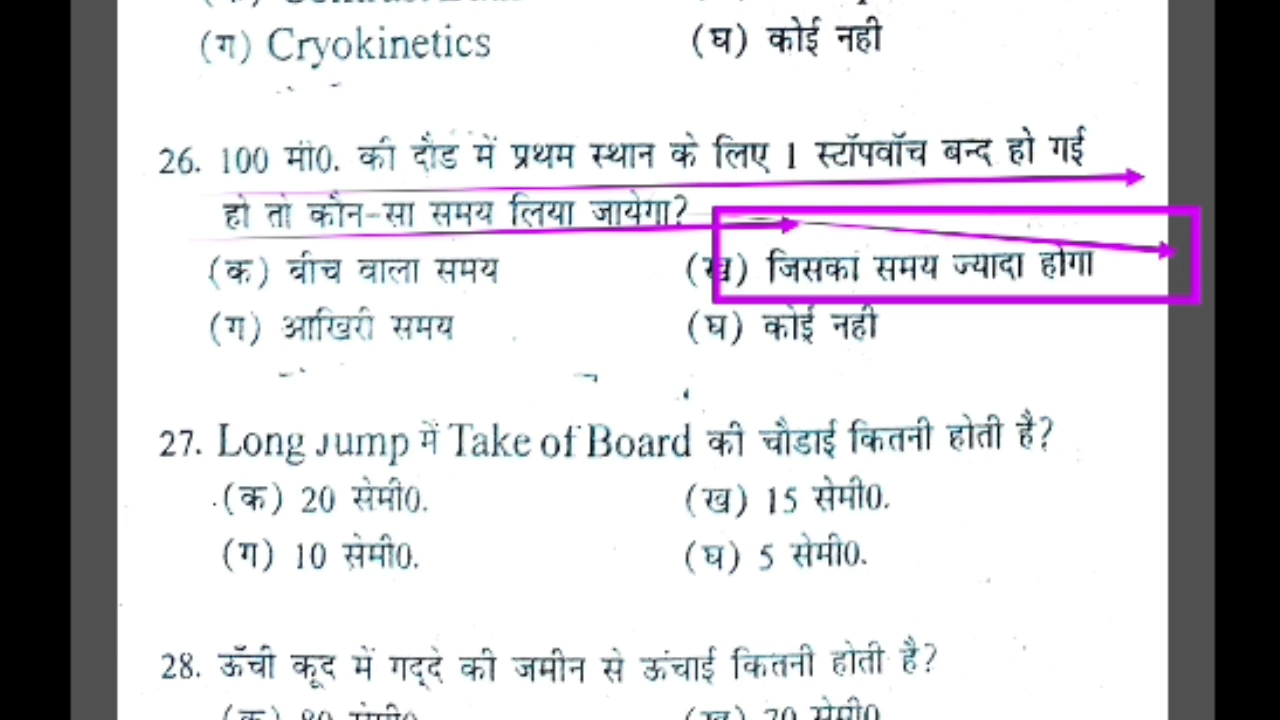 (ग) Cryokinetics (घ) कोई नही
26. 100 मी0. की दौड में प्रथम स्थान के लिए 1 स्टॉपवॉच बन्द हो गई
हो तो कौन-सा समय लिया जायेगा?
(क) बीच वाला समय (ख) जिसका समय ज्यादा होगा
(ग) आखिरी समय (घ) कोई नही
27. Long Jump में Take of Board की चौडाई कितनी होती है?
(क) 20 सेमी0. (ख) 15 सेमी0.
(ग) 10 सेमी0. (घ) 5 सेमी0.
28. ऊँची कूद में गद्दे की जमीन से ऊंचाई कितनी होती है?